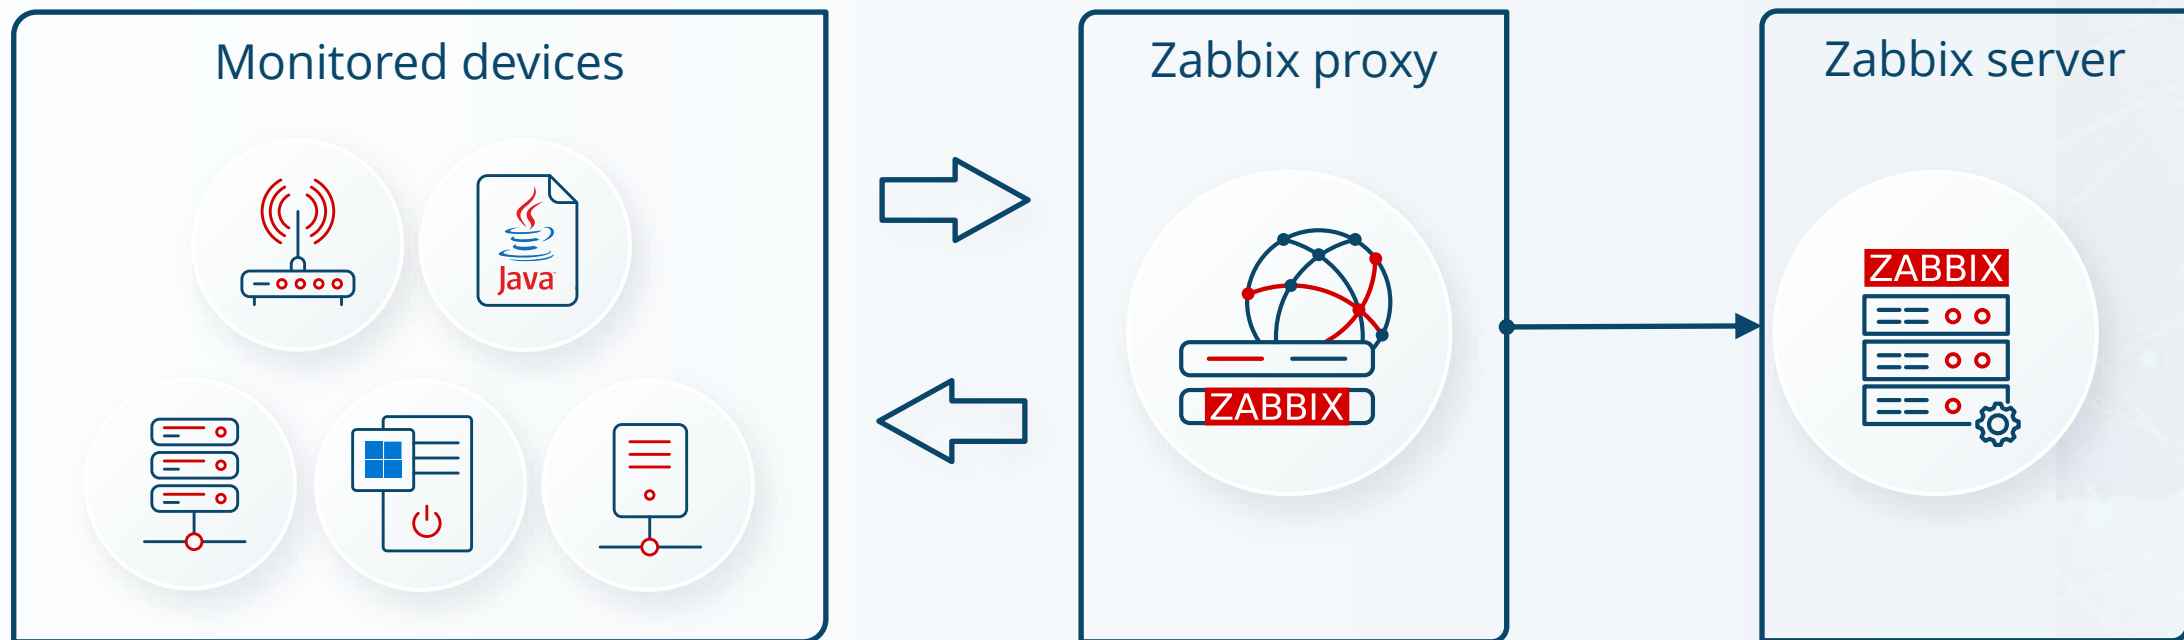 Monitored devices
Zabbix proxy
Zabbix server
Java
ZABBIX
ZABBIX